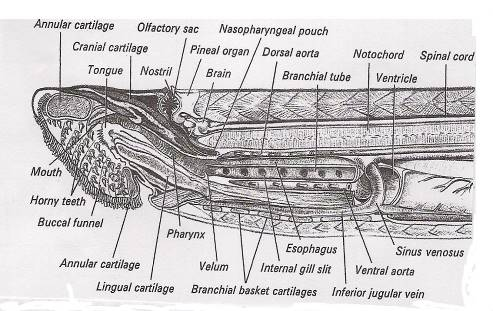 Annular cartilage
Olfactory sac
Nasopharyngeal pouch
Cranial cartilage
Pineal organ
Dorsal aorta
Notochord
Spinal cord
Tongue
Nostril
Brain
Branchial tube
Ventricle
Mouth
Horny teeth
Buccal funnel
Pharynx
Esophagus
Sinus venosus
Annular cartilage
Velum
Internal gill slit
Ventral aorta
Lingual cartilage
Branchial basket cartilages
Inferior jugular vein